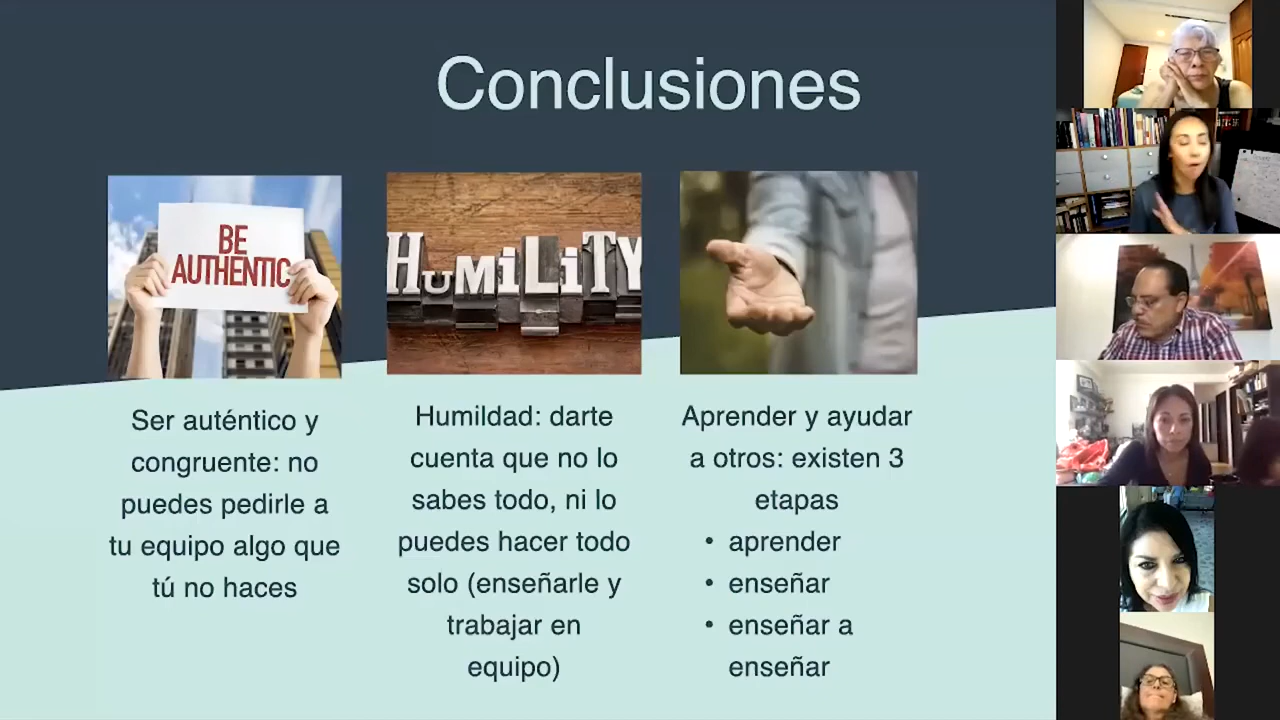 Conclusiones
BE
AUTHENTIC
HUMiLiTY
Ser auténtico y
congruente: no
puedes pedirle a
tu equipo algo que
tú no haces
Humildad: darte
cuenta que no lo
sabes todo, ni lo
puedes hacer todo
solo (enseñarle y
trabajar en
equipo)
Aprender y ayudar
a otros: existen 3
etapas
• aprender
• enseñar
• enseñar a
enseñar